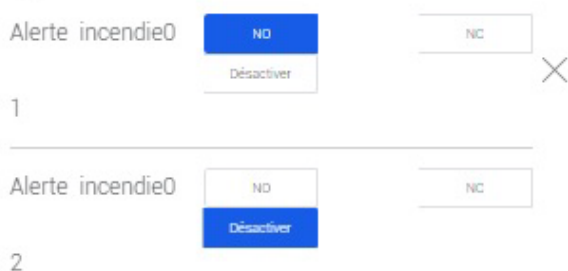 Alerte incendie0 NO NC
Désactiver
1
Alerte incendie0 NO NC
Désactiver
2